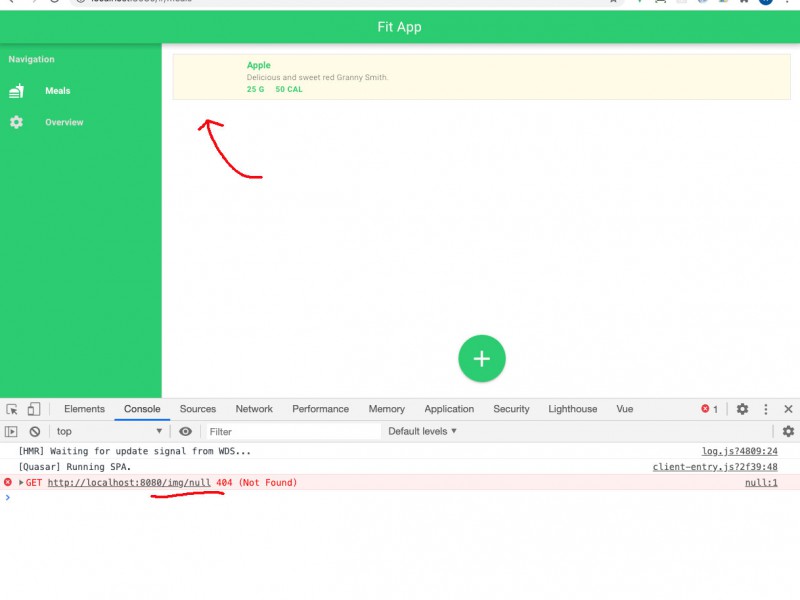 Fit App
Navigation
Meals
Overview
Apple
Delicious and sweet red Granny Smith.
25 G 50 CAL
Elements Console Sources Network Performance Memory Application Security Lighthouse Vue 1
top Filter Default levels
[HMR] Waiting for update signal from WDS... log.js?4809:24
[Quasar] Running SPA. client-entry.js?2f39:48
GET http://localhost:8080/img/null 404 (Not Found) null:1